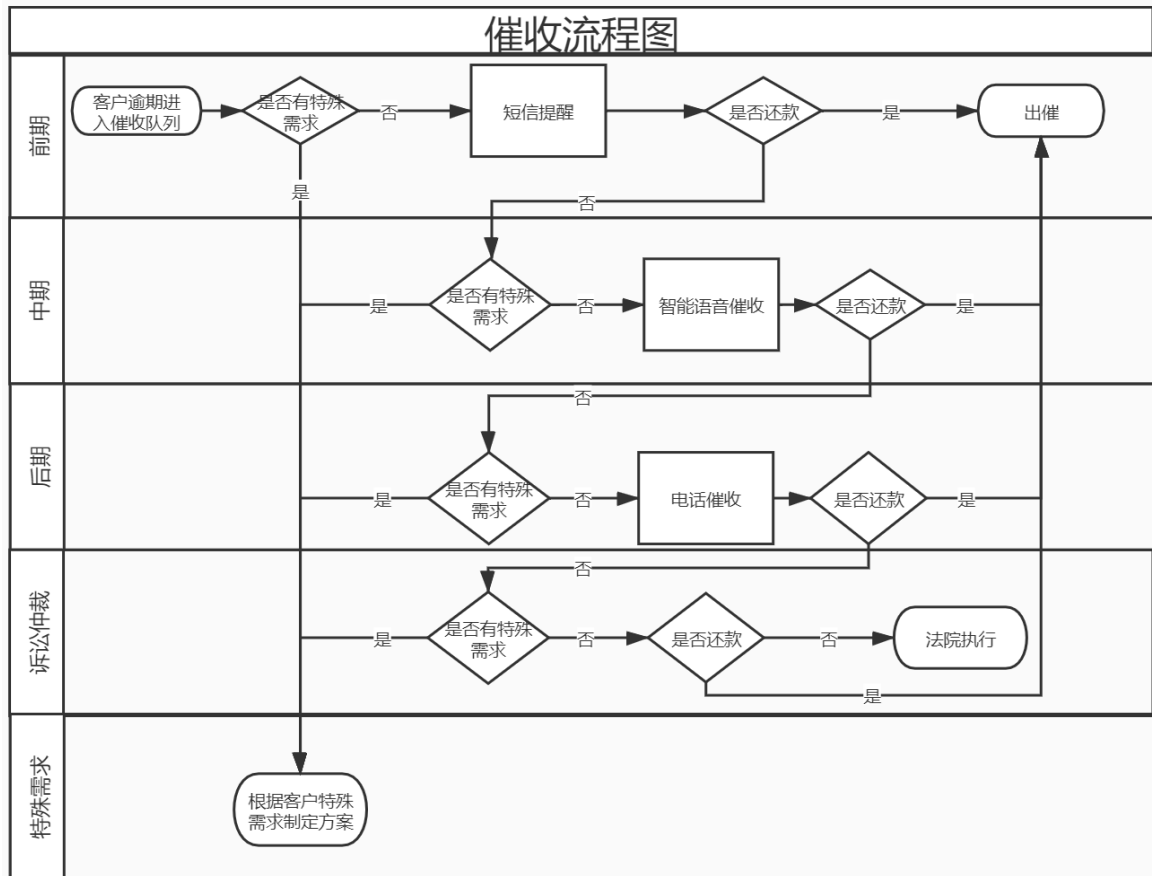 催收流程图
前期
客户逾期进
入催收队列
是否有特殊
需求
否
短信提醒
是否还款
是
出催
是
否
中期
是
是否有特殊
需求
否
智能语音催收
是否还款
是
否
后期
是
是否有特殊
需求
否
电话催收
是否还款
是
否
诉讼仲裁
是
是否有特殊
需求
否
是否还款
否
法院执行
是
特殊需求
根据客户特殊
需求制定方案